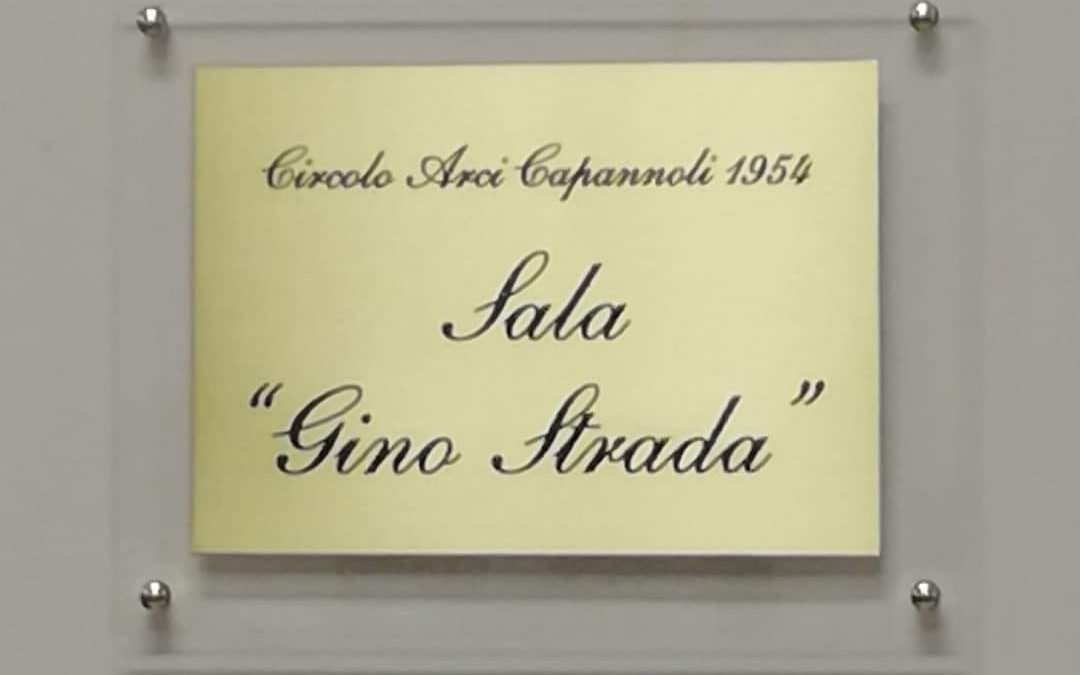 Circolo Arci Capannoli 1954
Sala
“Gino Strada”